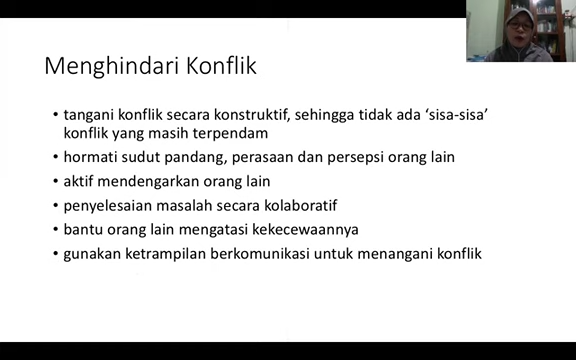 Menghindari Konflik
• tangani konflik secara konstruktif, sehingga tidak ada ‘sisa-sisa’
konflik yang masih terpendam
• hormati sudut pandang, perasaan dan persepsi orang lain
• aktif mendengarkan orang lain
• penyelesaian masalah secara kolaboratif
• bantu orang lain mengatasi kekecewaannya
• gunakan ketrampilan berkomunikasi untuk menangani konflik